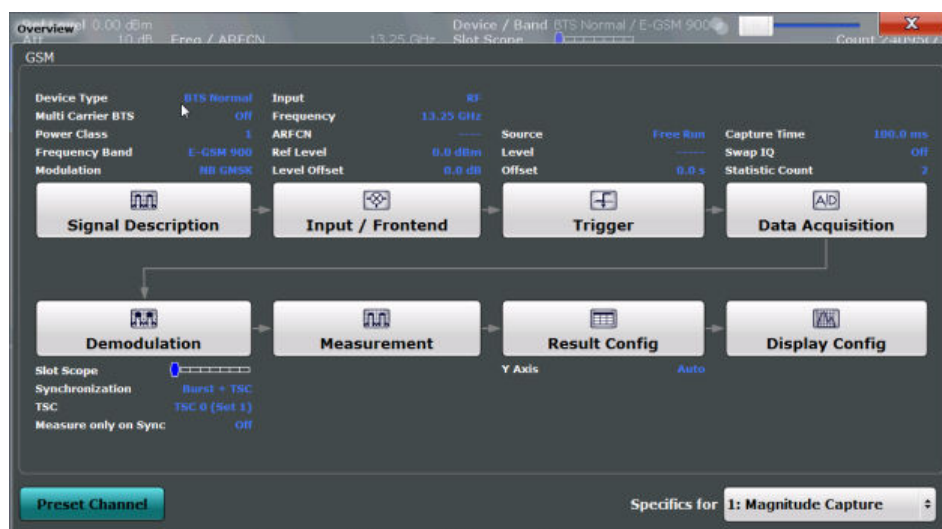 Overview
Level 0.00 dBm
Device / Band BTS Normal / E-GSM 900
Att 10 dB Freq / ARFCN 13.25 GHz Slot Scope Count
X
GSM
Device Type BTS Normal Input RF
Multi Carrier BTS Off Frequency 13.25 GHz
Power Class 1 ARFCN ----- Source Free Run Capture Time 100.0 ms
Frequency Band E-GSM 900 Ref Level 0.0 dBm Level ----- Swap IQ Off
Modulation NB GMSK Level Offset 0.0 dB Offset 0.0 s Statistic Count 2
A/D
Signal Description Input / Frontend Trigger Data Acquisition
Demodulation Measurement Result Config Display Config
Slot Scope Y Axis Auto
Synchronization Burst + TSC
TSC TSC 0 (Set 1)
Measure only on Sync Off
Preset Channel Specifics for 1: Magnitude Capture